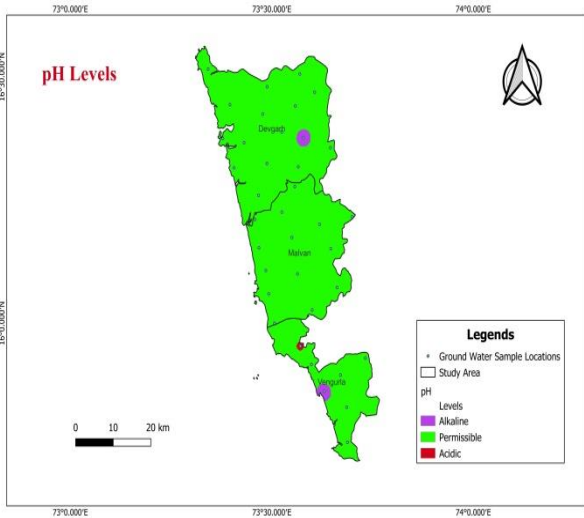 73°0.000'E 73°30.000'E 74°0.000'E
16°30.000'N
pH Levels
Devgad
Malvan
16°0.000'N
Vengurla
Legends
Ground Water Sample Locations
Study Area
pH
Levels
Alkaline
Permissible
Acidic
0 10 20 km
73°0.000'E 73°30.000'E 74°0.000'E